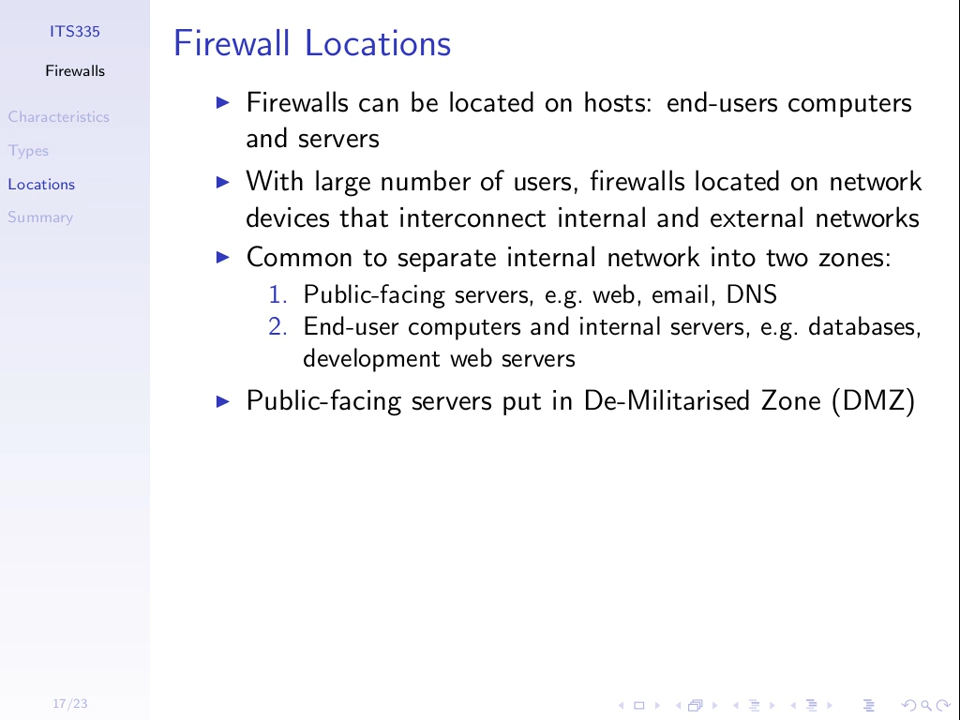 ITS335
Firewalls
Characteristics
Types
Locations
Summary
Firewall Locations
Firewalls can be located on hosts: end-users computers
and servers
With large number of users, firewalls located on network
devices that interconnect internal and external networks
Common to separate internal network into two zones:
1. Public-facing servers, e.g. web, email, DNS
2. End-user computers and internal servers, e.g. databases,
development web servers
Public-facing servers put in De-Militarised Zone (DMZ)
17/23